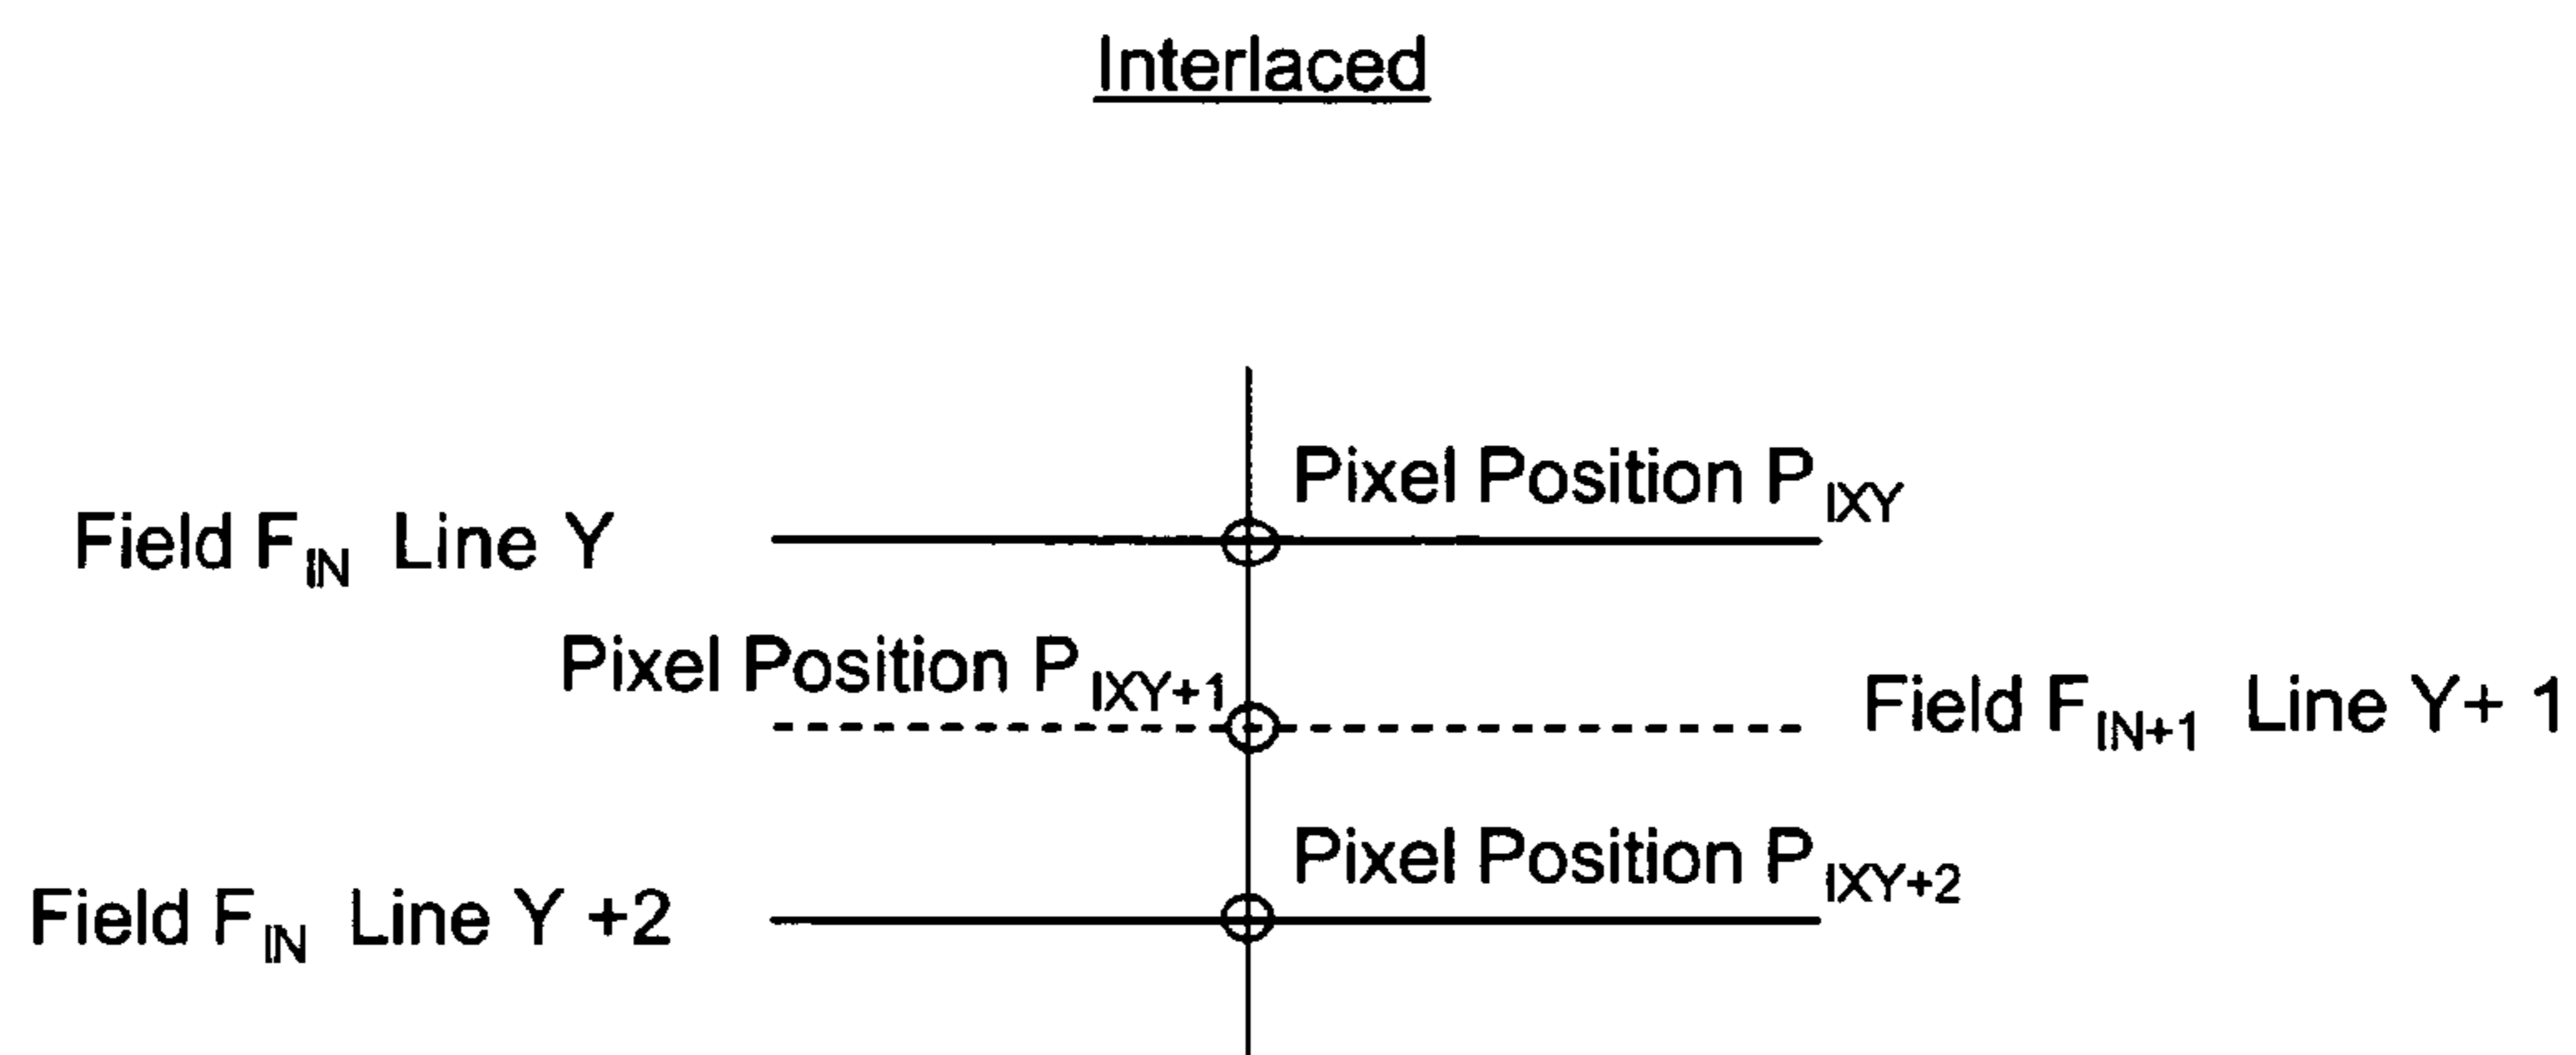 Interlaced
Pixel Position P_IXY
Field F_IN Line Y
Pixel Position P_IXY+1
Field F_IN+1 Line Y+ 1
Pixel Position P_IXY+2
Field F_IN Line Y +2